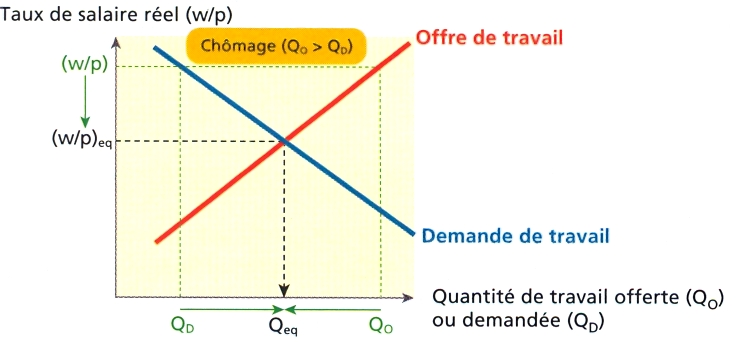 Taux de salaire réel (w/p)
Chômage (QO > QD)
Offre de travail
(w/p)
(w/p)eq
Demande de travail
Quantité de travail offerte (QO)
ou demandée (QD)
QD
Qeq
QO